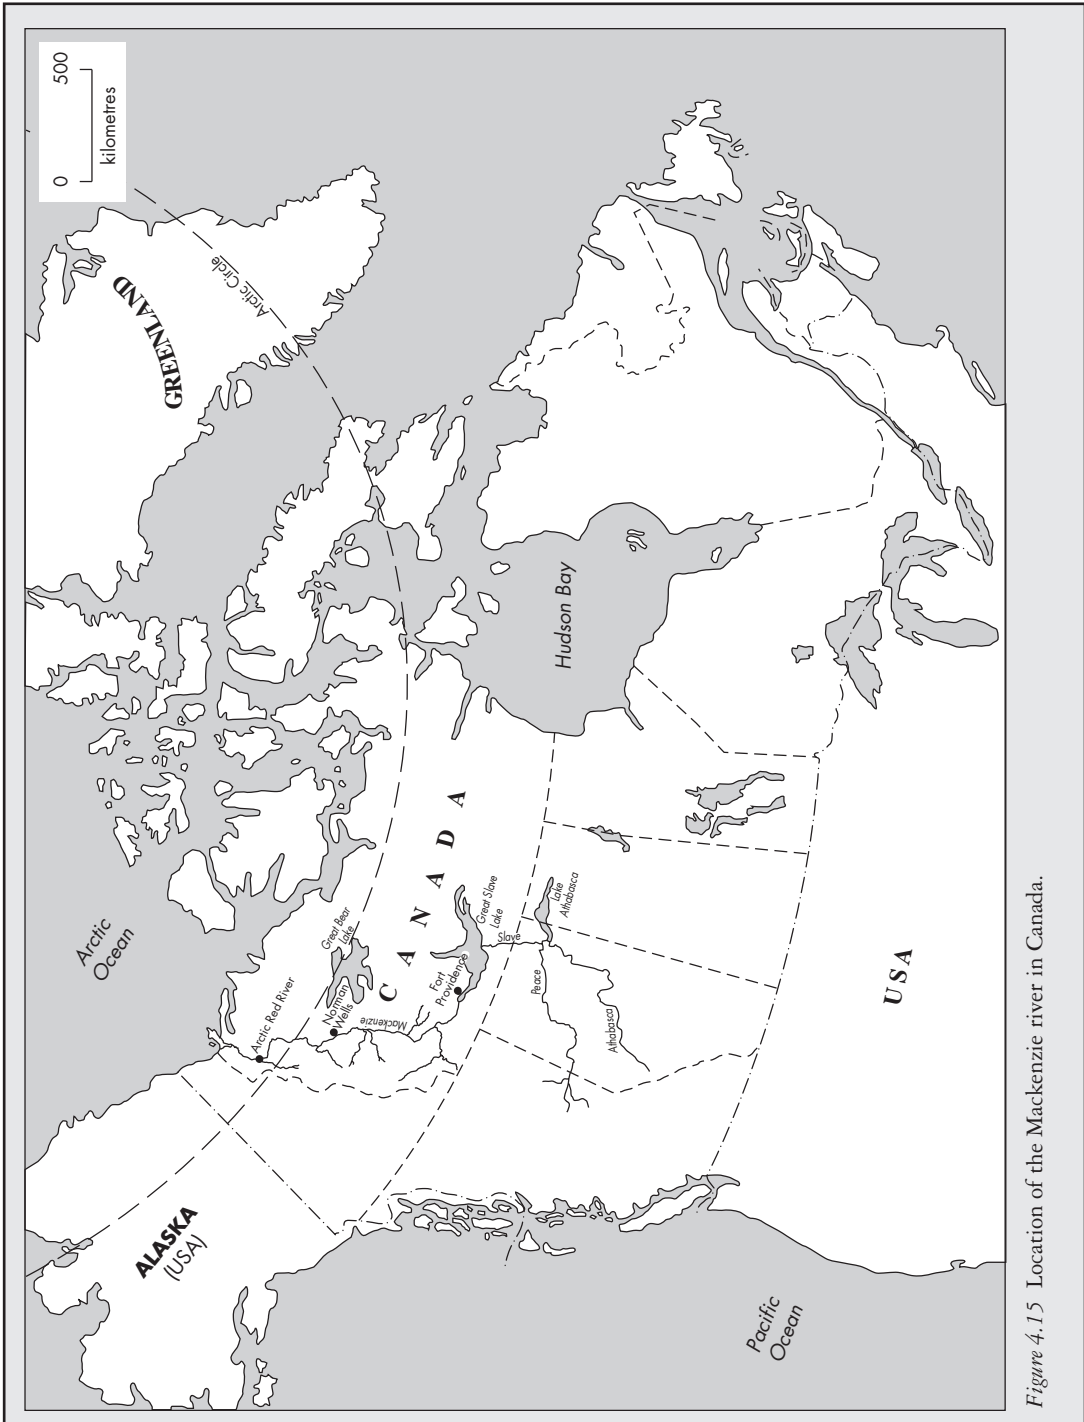 0 500
kilometres
GREENLAND
Arctic Circle
Arctic
Ocean
ALASKA
(USA)
Arctic Red River
Norman
Wells
Great Bear
Lake
Mackenzie
Fort
Providence
Great Slave
Lake
Slave
Lake
Athabasca
Peace
Athabasca
CANADA
Hudson Bay
USA
Pacific
Ocean
Figure 4.15 Location of the Mackenzie river in Canada.